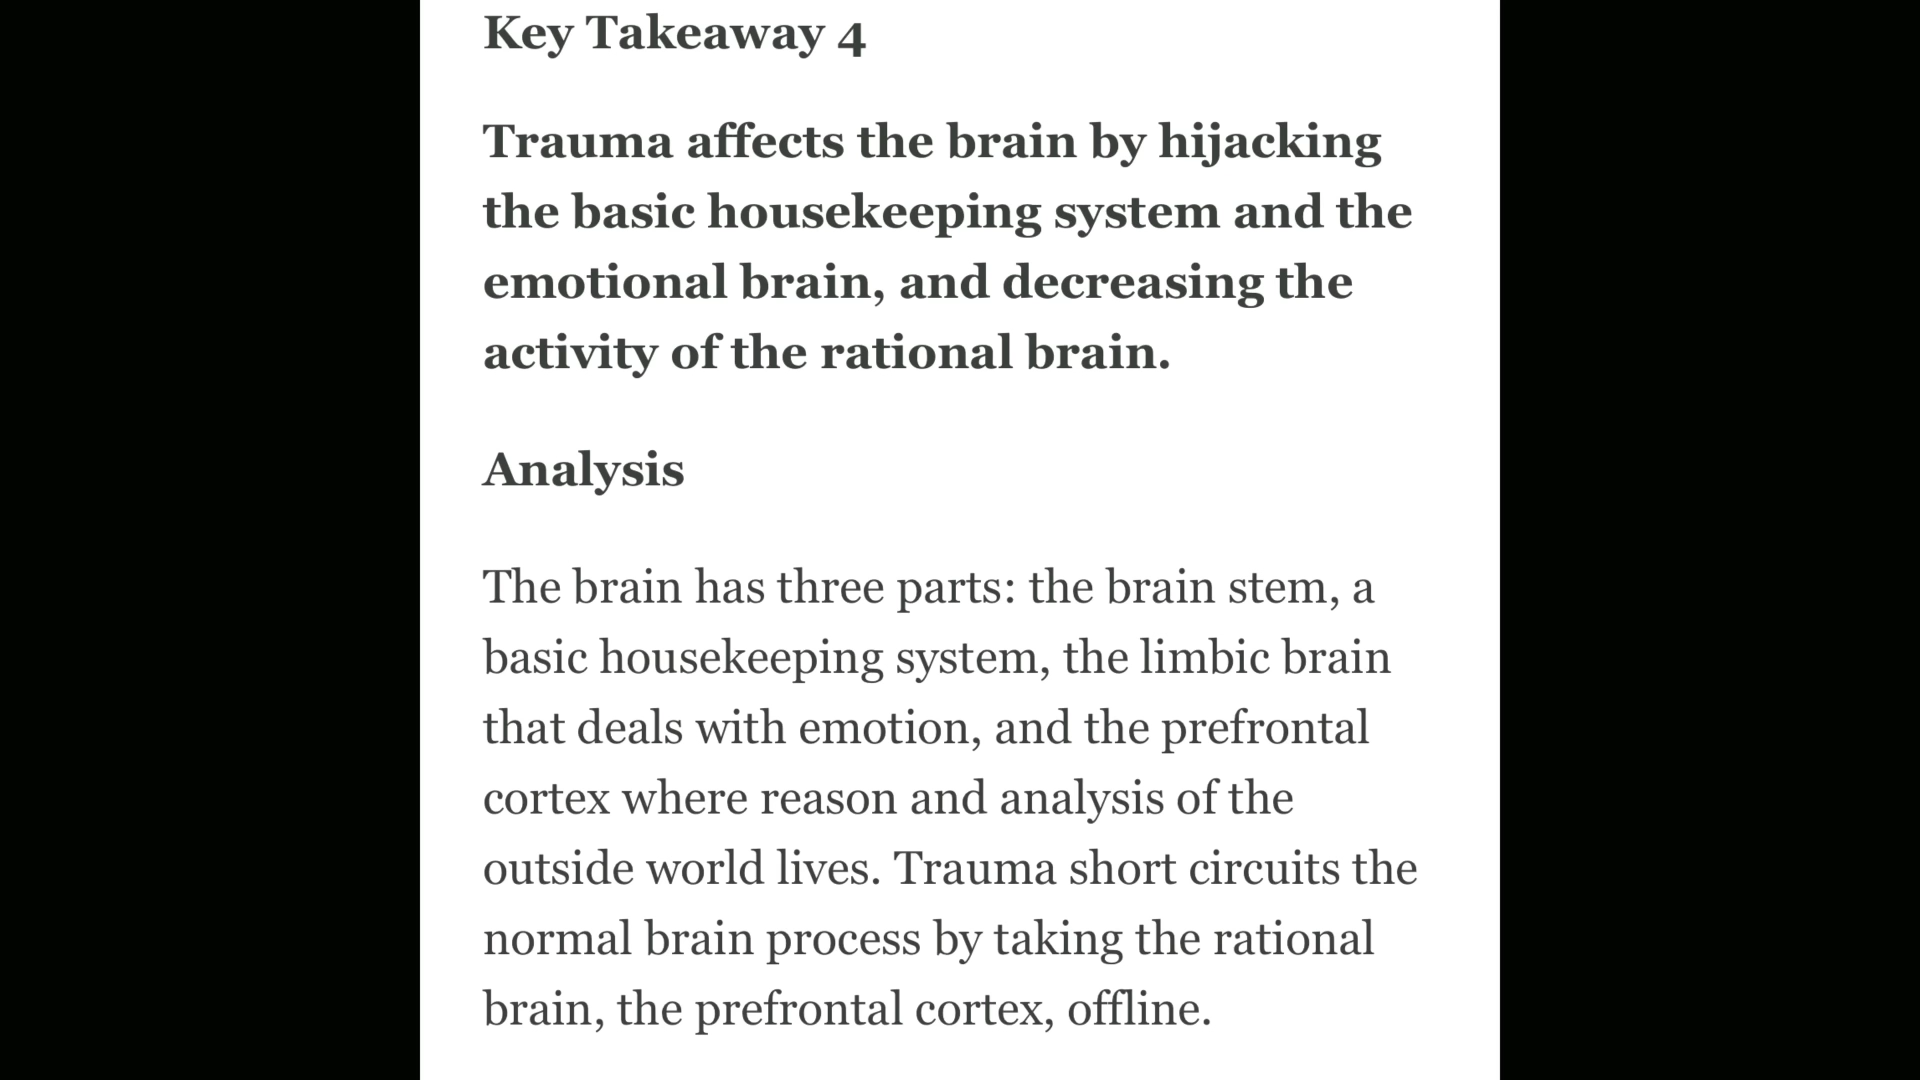 Key Takeaway 4
Trauma affects the brain by hijacking
the basic housekeeping system and the
emotional brain, and decreasing the
activity of the rational brain.
Analysis
The brain has three parts: the brain stem, a
basic housekeeping system, the limbic brain
that deals with emotion, and the prefrontal
cortex where reason and analysis of the
outside world lives. Trauma short circuits the
normal brain process by taking the rational
brain, the prefrontal cortex, offline.